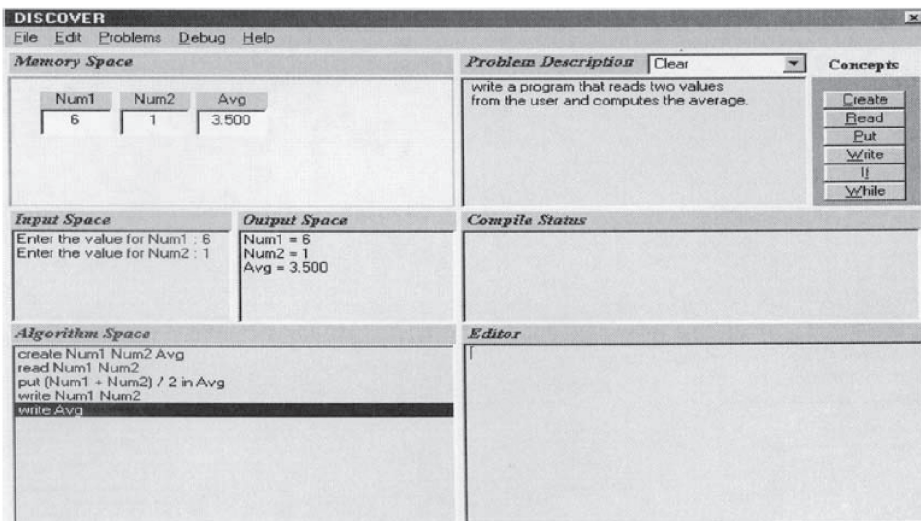 DISCOVER
File Edit Problems Debug Help
Memory Space
Num1 Num2 Avg
6 1 3.500
Problem Description Clear
write a program that reads two values
from the user and computes the average.
Concepts
Create
Read
Put
Write
If
While
Input Space
Enter the value for Num1 : 6
Enter the value for Num2 : 1
Output Space
Num1 = 6
Num2 = 1
Avg = 3.500
Compile Status
Algorithm Space
create Num1 Num2 Avg
read Num1 Num2
put (Num1 + Num2) / 2 in Avg
write Num1 Num2
write Avg
Editor